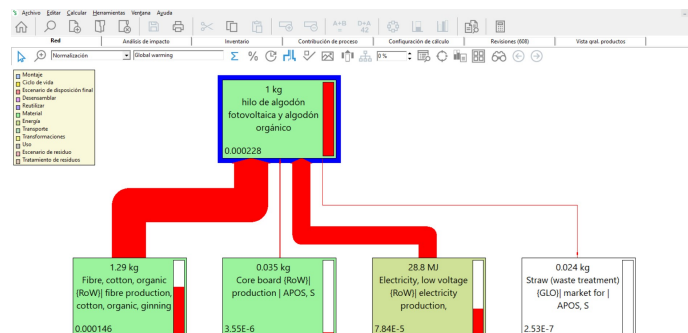 Archivo Editar Calcular Herramientas Ventana Ayuda
A+B
D+A
42
Red Análisis de impacto Inventario Contribución de proceso Configuración de cálculo Revisiones (608) Vista gral. productos
Normalización Global warming Σ % 0 %
Montaje
Ciclo de vida
Escenario de disposición final
Desensamblar
Reutilizar
Material
Energía
Transporte
Transformaciones
Uso
Escenario de residuo
Tratamiento de residuos
1 kg
hilo de algodón
fotovoltaica y algodón
orgánico
0.000228
1.29 kg
Fibre, cotton, organic
{RoW}| fibre production,
cotton, organic, ginning
0.000146
0.035 kg
Core board {RoW}|
production | APOS, S
3.55E-6
28.8 MJ
Electricity, low voltage
{RoW}| electricity
production,
7.84E-5
0.024 kg
Straw (waste treatment)
{GLO}| market for |
APOS, S
2.53E-7